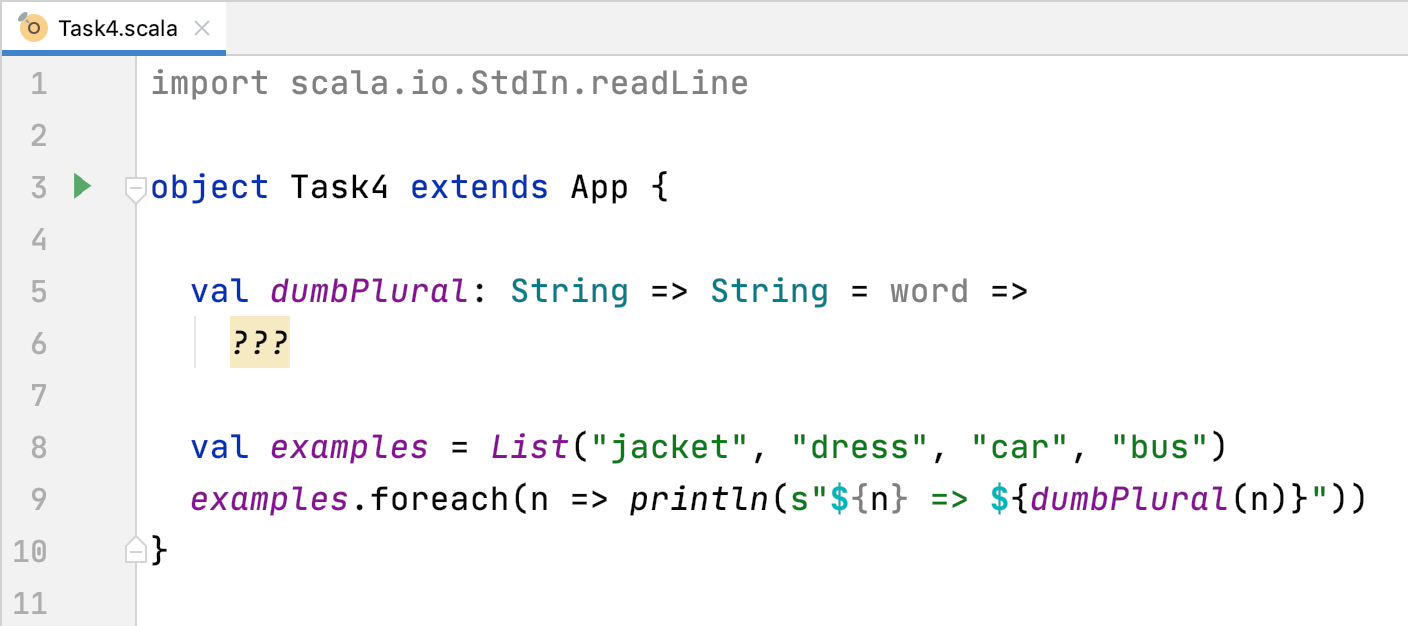 Task4.scala
1 import scala.io.StdIn.readLine
2
3 object Task4 extends App {
4
5 val dumbPlural: String => String = word =>
6 ???
7
8 val examples = List("jacket", "dress", "car", "bus")
9 examples.foreach(n => println(s"${n} => ${dumbPlural(n)}"))
10 }
11